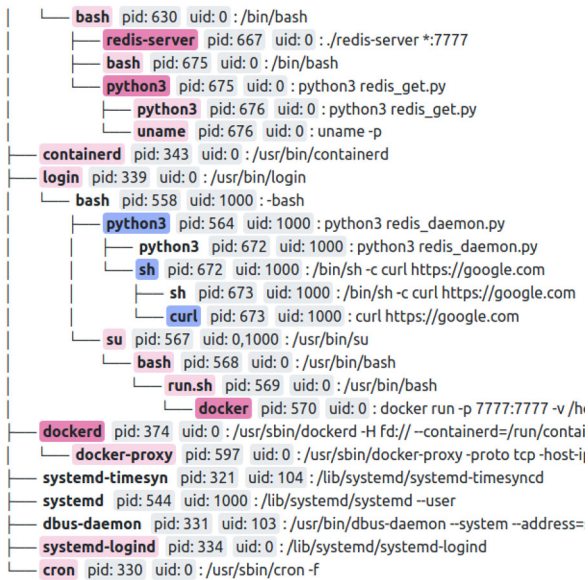 bash pid: 630 uid: 0 : /bin/bash
redis-server pid: 667 uid: 0 : ./redis-server *:7777
bash pid: 675 uid: 0 : /bin/bash
python3 pid: 675 uid: 0 : python3 redis_get.py
python3 pid: 676 uid: 0 : python3 redis_get.py
uname pid: 676 uid: 0 : uname -p
containerd pid: 343 uid: 0 : /usr/bin/containerd
login pid: 339 uid: 0 : /usr/bin/login
bash pid: 558 uid: 1000 : -bash
python3 pid: 564 uid: 1000 : python3 redis_daemon.py
python3 pid: 672 uid: 1000 : python3 redis_daemon.py
sh pid: 672 uid: 1000 : /bin/sh -c curl https://google.com
sh pid: 673 uid: 1000 : /bin/sh -c curl https://google.com
curl pid: 673 uid: 1000 : curl https://google.com
su pid: 567 uid: 0,1000 : /usr/bin/su
bash pid: 568 uid: 0 : /usr/bin/bash
run.sh pid: 569 uid: 0 : /usr/bin/bash
docker pid: 570 uid: 0 : docker run -p 7777:7777 -v /h
dockerd pid: 374 uid: 0 : /usr/sbin/dockerd -H fd:// --containerd=/run/contai
docker-proxy pid: 597 uid: 0 : /usr/sbin/docker-proxy -proto tcp -host-i
systemd-timesyn pid: 321 uid: 104 : /lib/systemd/systemd-timesyncd
systemd pid: 544 uid: 1000 : /lib/systemd/systemd --user
dbus-daemon pid: 331 uid: 103 : /usr/bin/dbus-daemon --system --address=
systemd-logind pid: 334 uid: 0 : /lib/systemd/systemd-logind
cron pid: 330 uid: 0 : /usr/sbin/cron -f